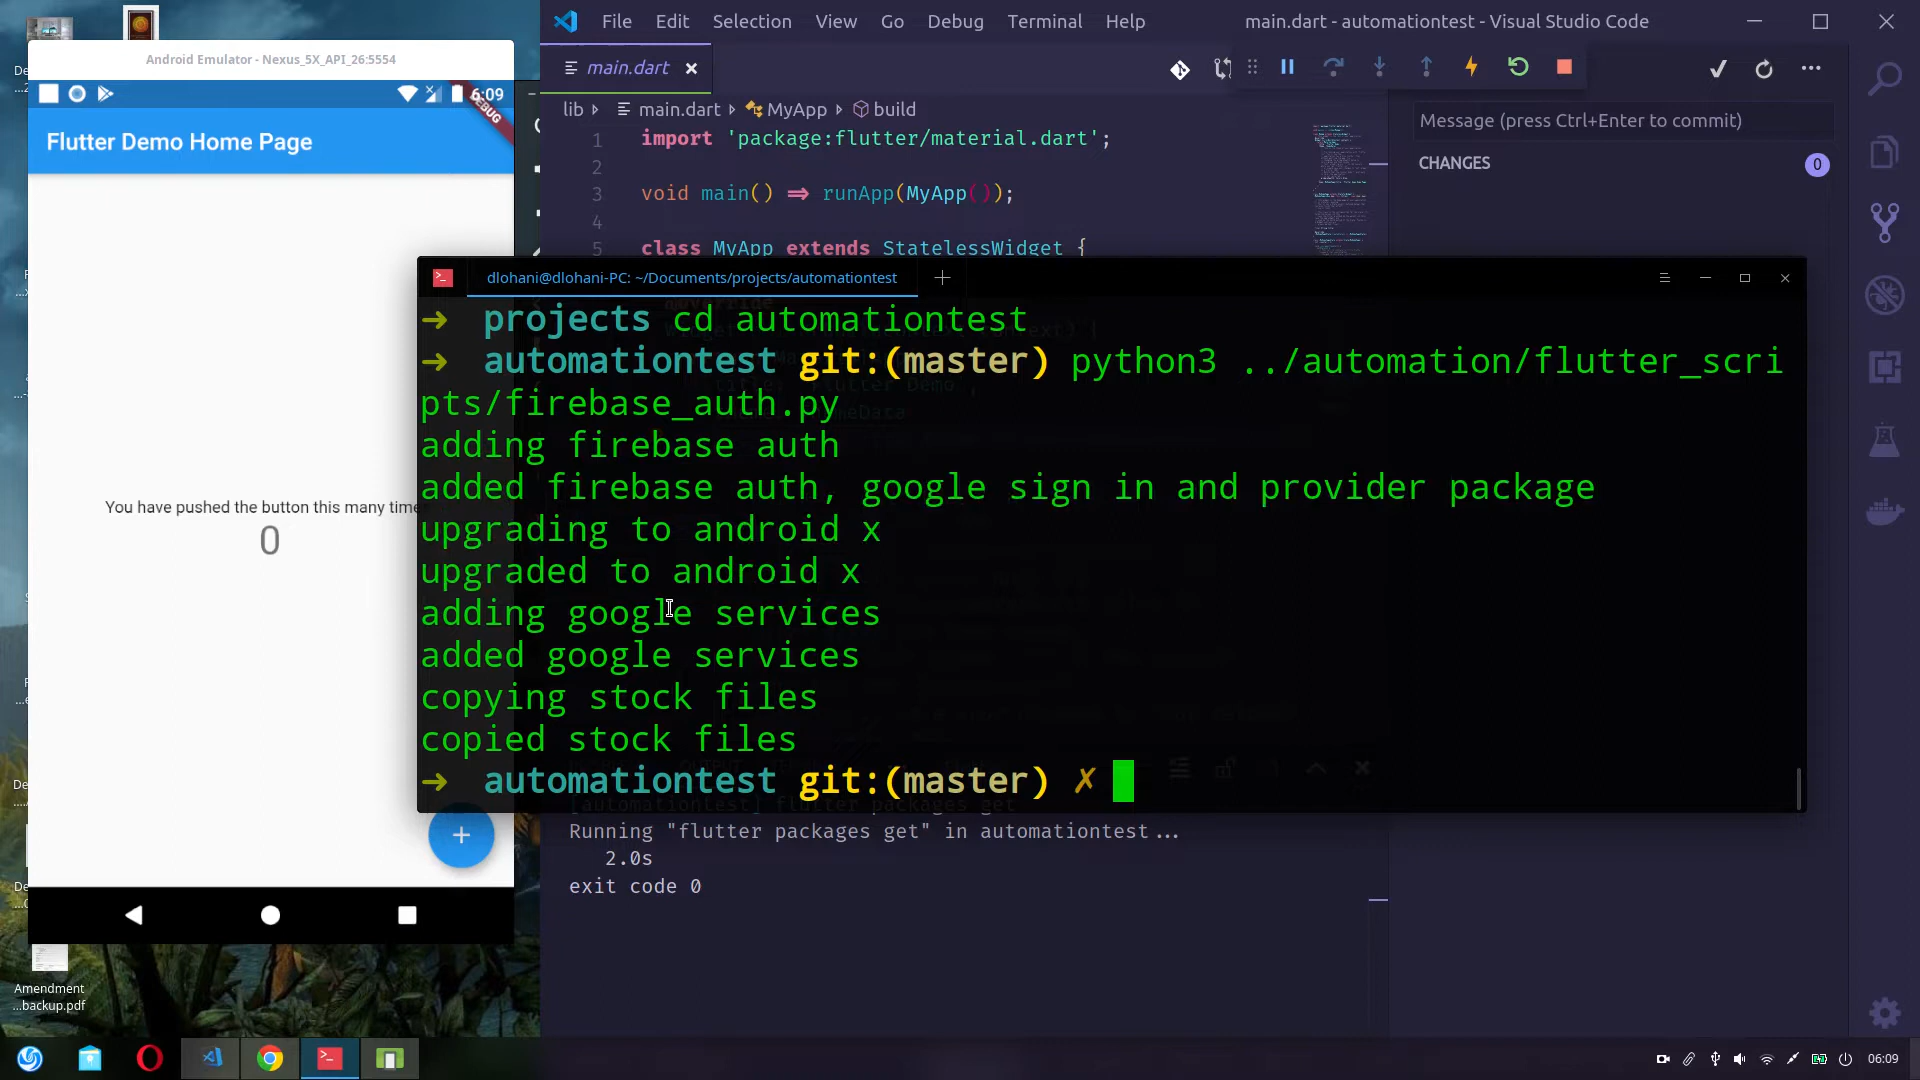 Android Emulator - Nexus_5X_API_26:5554
6:09
DEBUG
Flutter Demo Home Page
You have pushed the button this many time
0
+
Amendment
...backup.pdf
File Edit Selection View Go Debug Terminal Help
main.dart - automationtest - Visual Studio Code
main.dart
lib main.dart MyApp build
1 import 'package:flutter/material.dart';
2
3 void main() => runApp(MyApp());
4
5 class MyApp extends StatelessWidget {
Message (press Ctrl+Enter to commit)
CHANGES
0
dlohani@dlohani-PC: ~/Documents/projects/automationtest
→ projects cd automationtest
→ automationtest git:(master) python3 ../automation/flutter_scri
pts/firebase_auth.py
adding firebase auth
added firebase auth, google sign in and provider package
upgrading to android x
upgraded to android x
adding google services
added google services
copying stock files
copied stock files
→ automationtest git:(master) ✗
[automationtest] flutter packages get
Running "flutter packages get" in automationtest...
2.0s
exit code 0
06:09